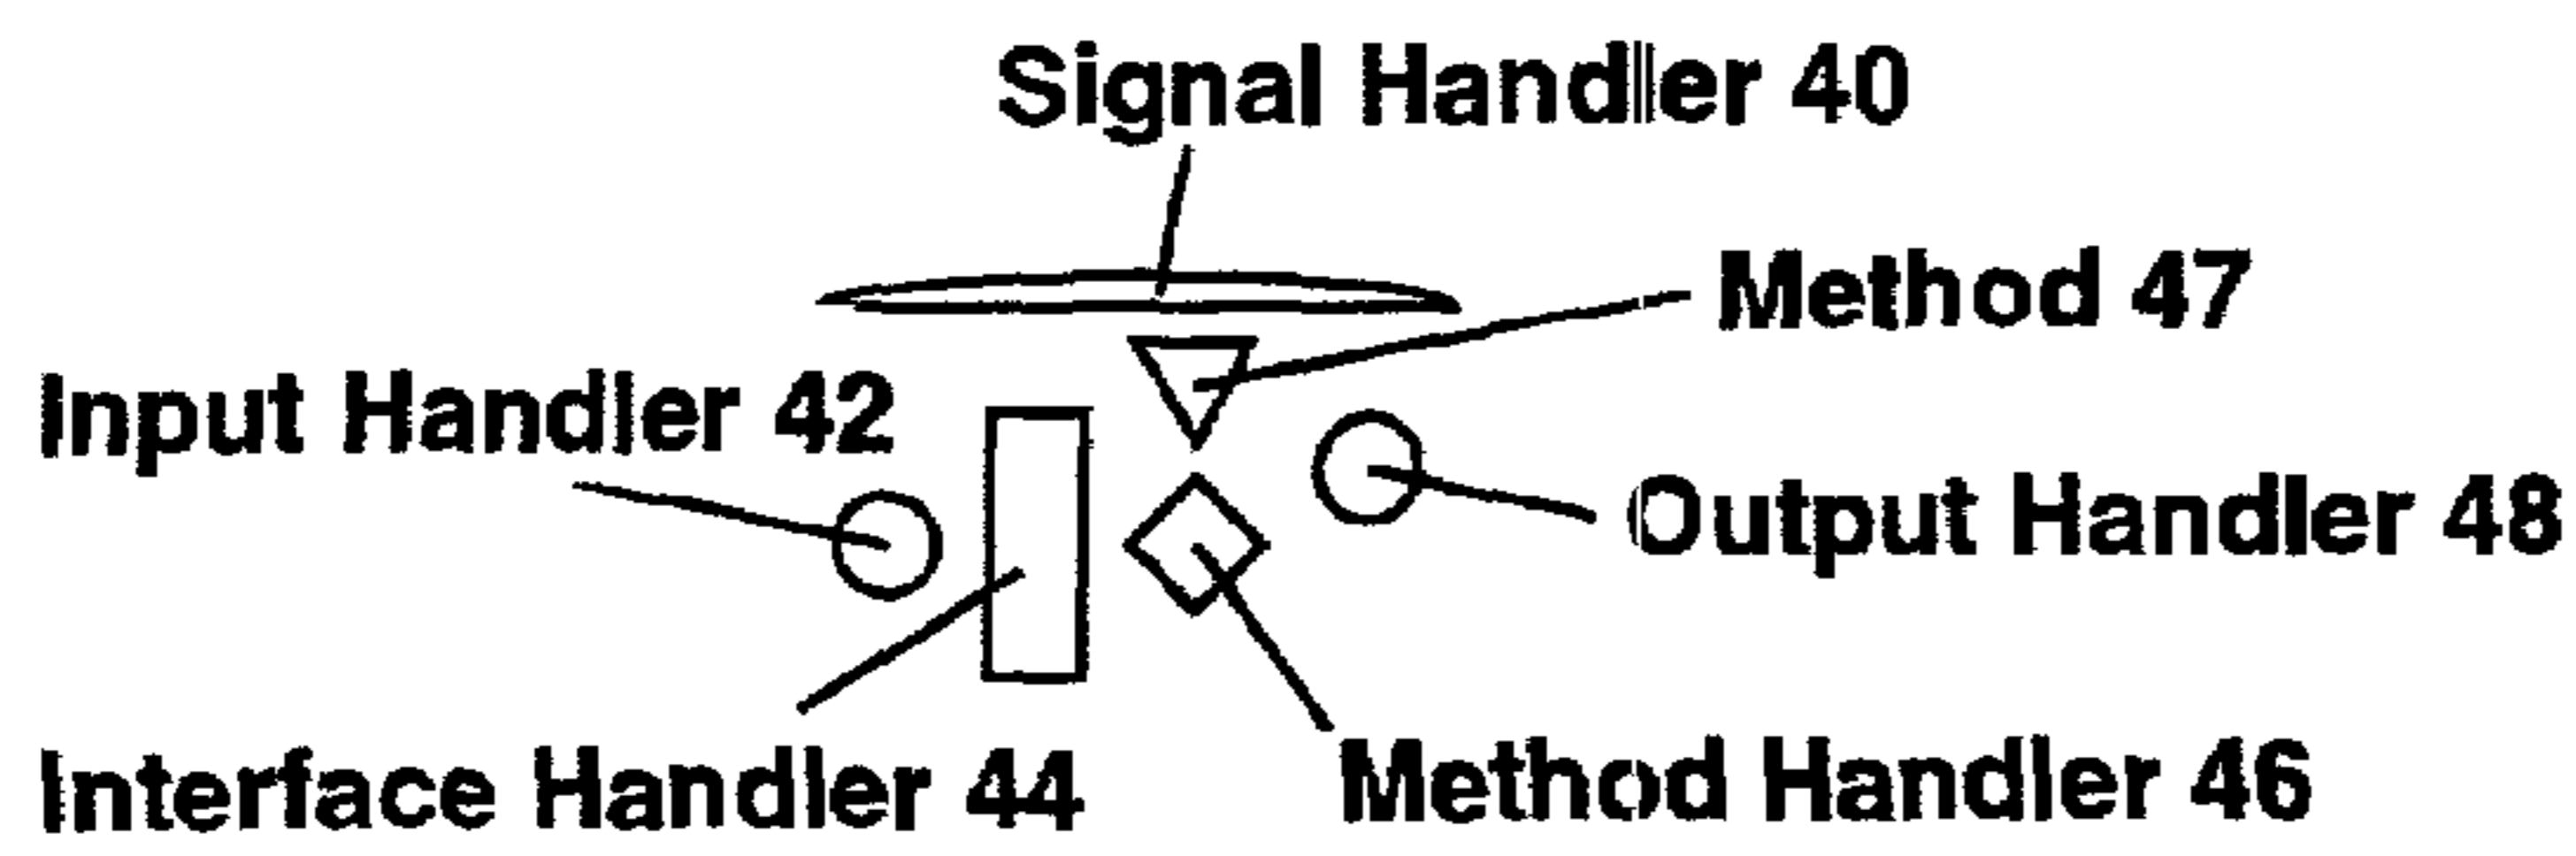 Signal Handler 40
Method 47
Input Handler 42
Output Handler 48
Interface Handler 44
Method Handler 46